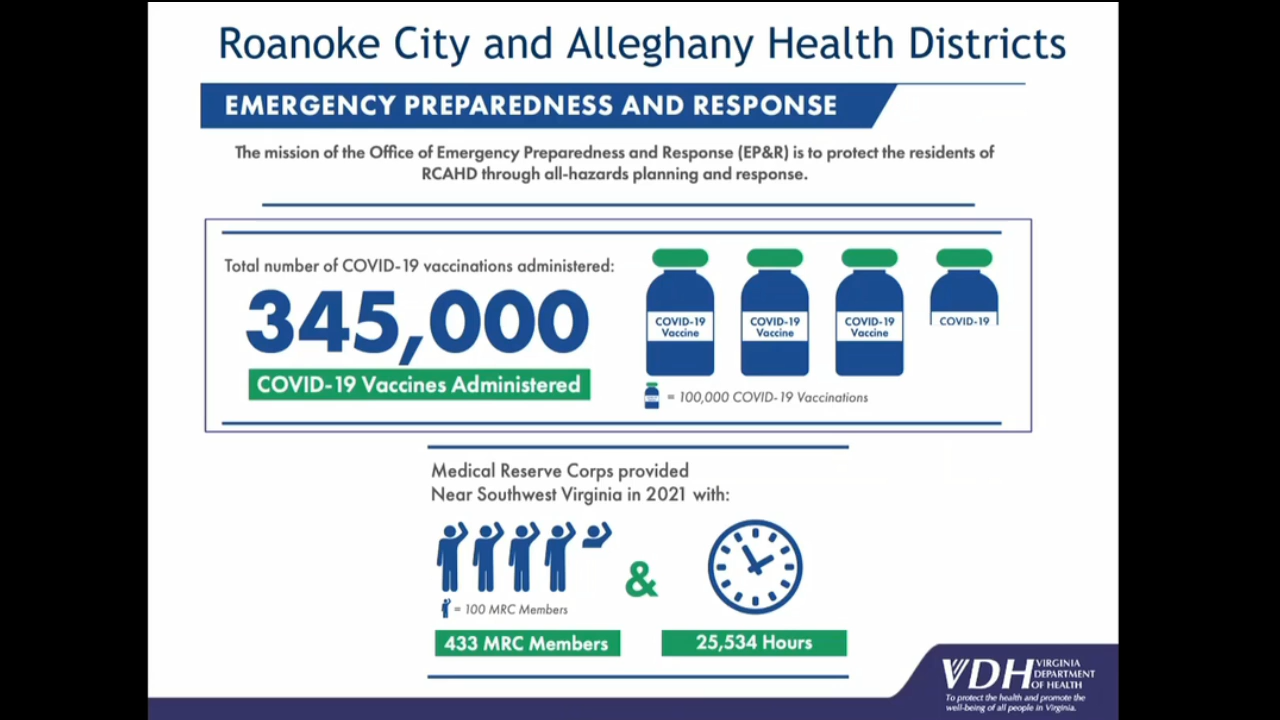 Roanoke City and Alleghany Health Districts
EMERGENCY PREPAREDNESS AND RESPONSE
The mission of the Office of Emergency Preparedness and Response (EP&R) is to protect the residents of
RCAHD through all-hazards planning and response.
Total number of COVID-19 vaccinations administered:
345,000
COVID-19 Vaccines Administered
COVID-19
Vaccine
COVID-19
Vaccine
COVID-19
Vaccine
COVID-19
= 100,000 COVID-19 Vaccinations
Medical Reserve Corps provided
Near Southwest Virginia in 2021 with:
&
= 100 MRC Members
433 MRC Members
25,534 Hours
VDH VIRGINIA
DEPARTMENT
OF HEALTH
To protect the health and promote the
well-being of all people in Virginia.